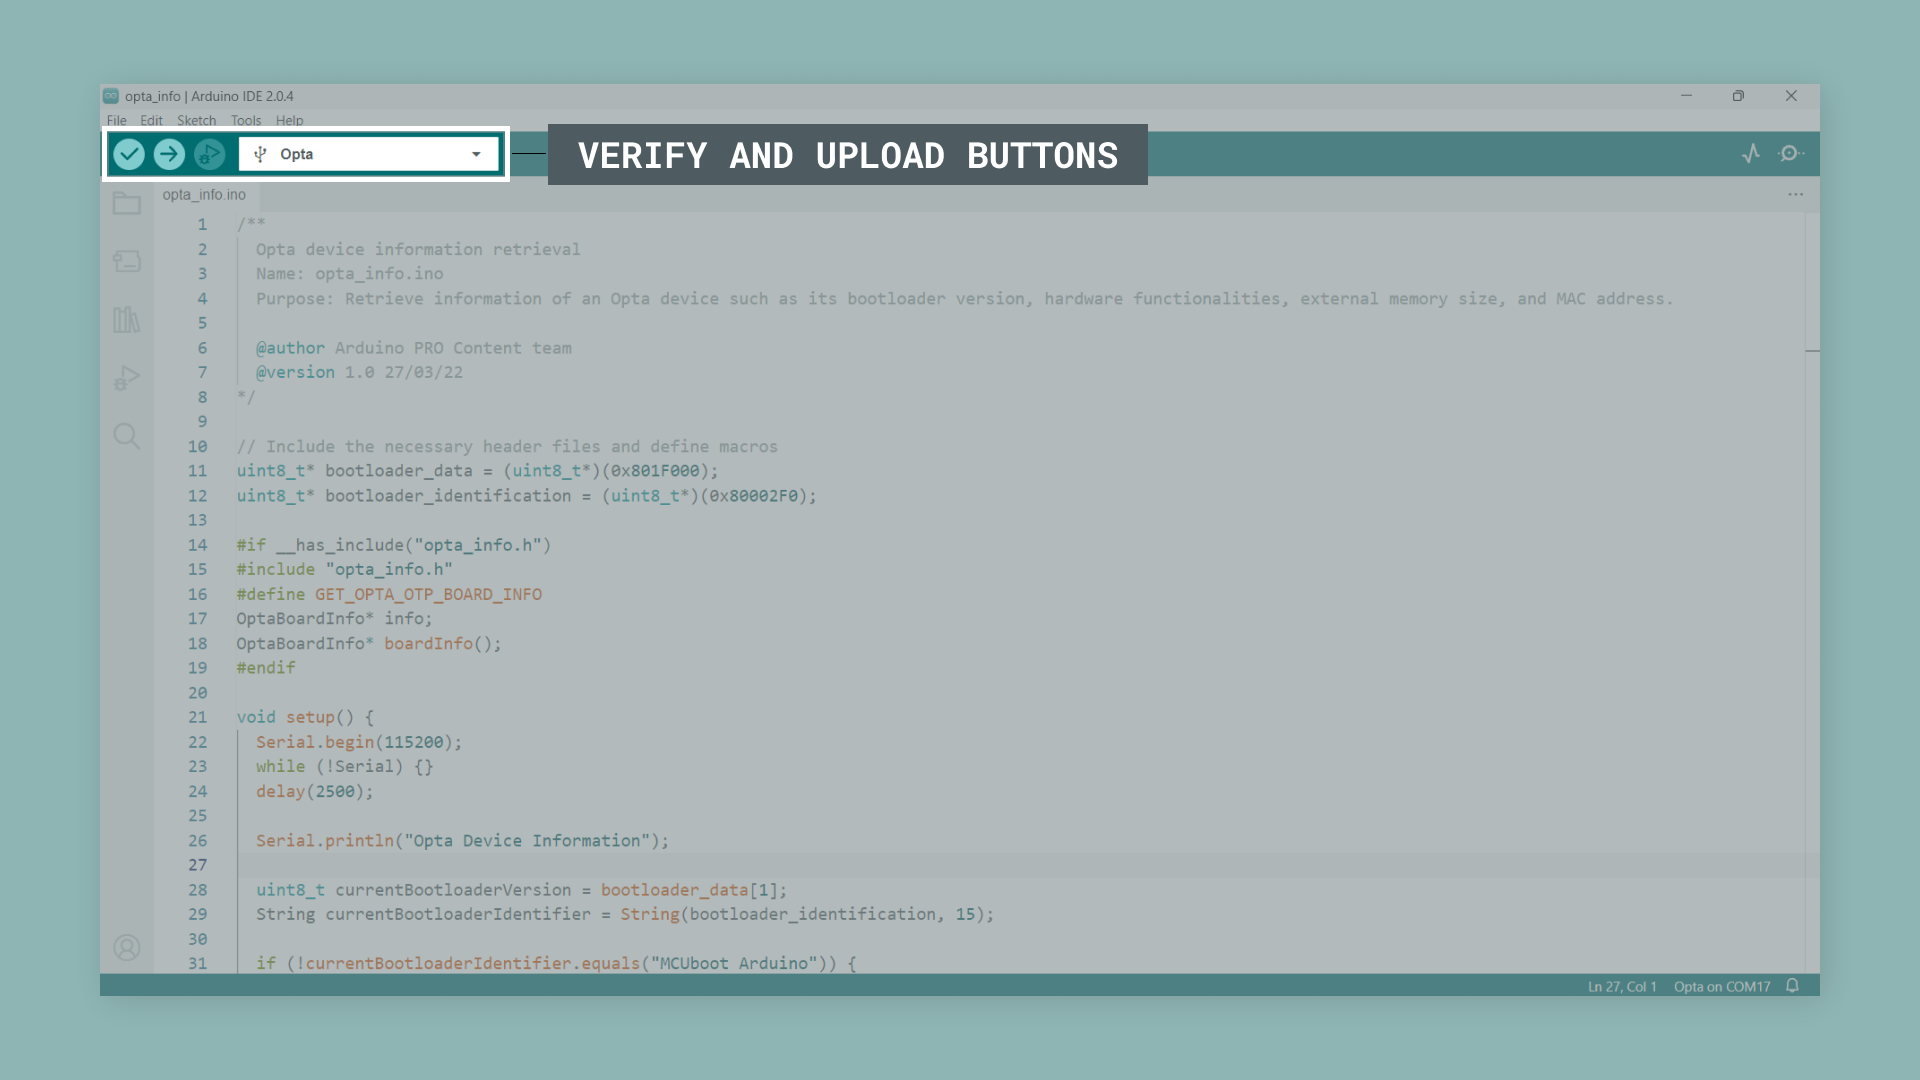 opta_info | Arduino IDE 2.0.4
File Edit Sketch Tools Help
Opta
VERIFY AND UPLOAD BUTTONS
opta_info.ino
1 /**
2 Opta device information retrieval
3 Name: opta_info.ino
4 Purpose: Retrieve information of an Opta device such as its bootloader version, hardware functionalities, external memory size, and MAC address.
5
6 @author Arduino PRO Content team
7 @version 1.0 27/03/22
8 */
9
10 // Include the necessary header files and define macros
11 uint8_t* bootloader_data = (uint8_t*)(0x801F000);
12 uint8_t* bootloader_identification = (uint8_t*)(0x80002F0);
13
14 #if __has_include("opta_info.h")
15 #include "opta_info.h"
16 #define GET_OPTA_OTP_BOARD_INFO
17 OptaBoardInfo* info;
18 OptaBoardInfo* boardInfo();
19 #endif
20
21 void setup() {
22 Serial.begin(115200);
23 while (!Serial) {}
24 delay(2500);
25
26 Serial.println("Opta Device Information");
27
28 uint8_t currentBootloaderVersion = bootloader_data[1];
29 String currentBootloaderIdentifier = String(bootloader_identification, 15);
30
31 if (!currentBootloaderIdentifier.equals("MCUboot Arduino")) {
Ln 27, Col 1 Opta on COM17